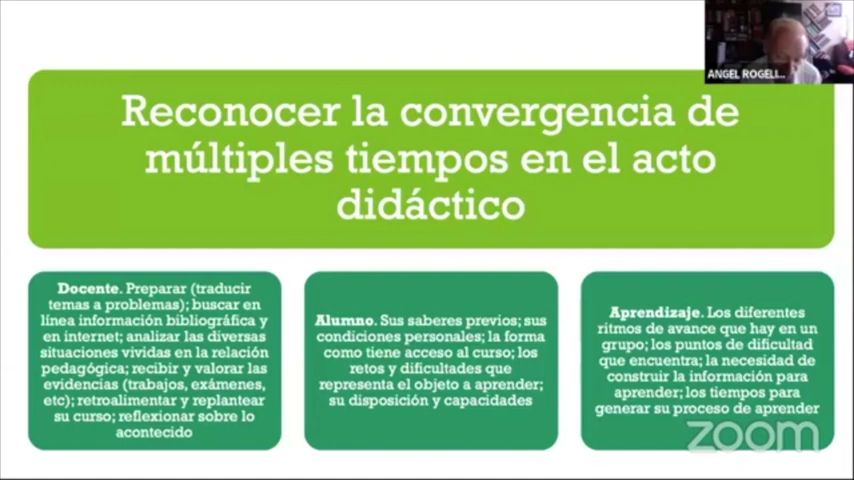 ANGEL ROGELI...
Reconocer la convergencia de
múltiples tiempos en el acto
didáctico
Docente. Preparar (traducir
temas a problemas); buscar en
línea información bibliográfica y
en internet; analizar las diversas
situaciones vividas en la relación
pedagógica; recibir y valorar las
evidencias (trabajos, exámenes,
etc); retroalimentar y replantear
su curso; reflexionar sobre lo
acontecido
Alumno. Sus saberes previos; sus
condiciones personales; la forma
como tiene acceso al curso; los
retos y dificultades que
representa el objeto a aprender;
su disposición y capacidades
Aprendizaje. Los diferentes
ritmos de avance que hay en un
grupo; los puntos de dificultad
que encuentra; la necesidad de
construir la información para
aprender; los tiempos para
generar su proceso de aprender
zoom